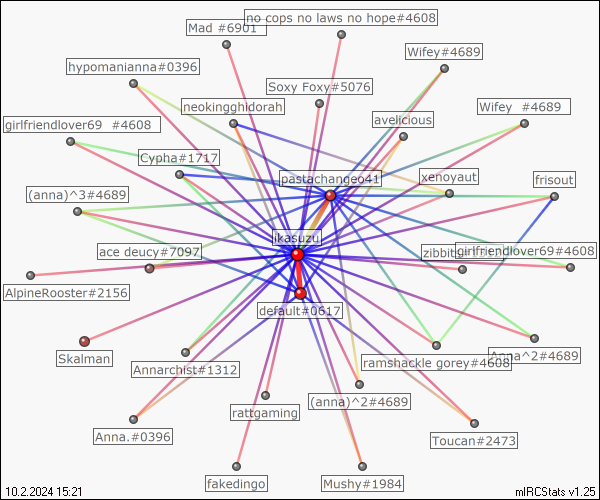 no cops no laws no hope#4608
Mad #6901
Wifey#4689
hypomanianna#0396
Soxy Foxy#5076
neokingghidorah
Wifey #4689
avelicious
girlfriendlover69 #4608
Cypha#1717
pastachangeo41
xenoyaut
frisout
(anna)^3#4689
ikasuzu
ace deucy#7097
girlfriendlover69#4608
AlpineRooster#2156
default#0617
Skalman
Annarchist#1312
ramshackle gorey#4608
Anna^2#4689
rattgaming
(anna)^2#4689
Anna.#0396
Toucan#2473
fakedingo
Mushy#1984
10.2.2024 15:21
mIRCStats v1.25